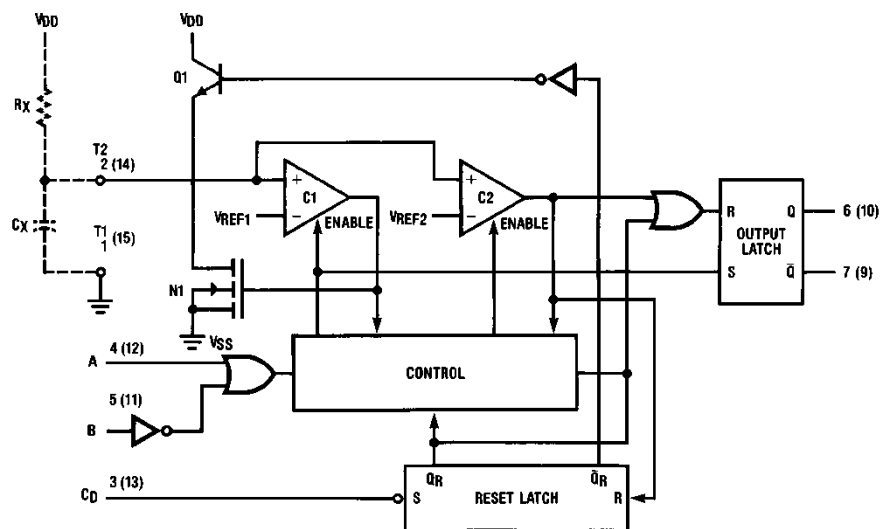 VDD
VDD
Q1
RX
T2
2 (14)
CX
T1
1 (15)
+
C1
−
VREF1
ENABLE
+
C2
−
VREF2
ENABLE
R Q
OUTPUT
LATCH
S Q̅
6 (10)
7 (9)
N1
VSS
A
4 (12)
CONTROL
B
5 (11)
CD
3 (13)
QR
Q̅R
S
RESET LATCH
R